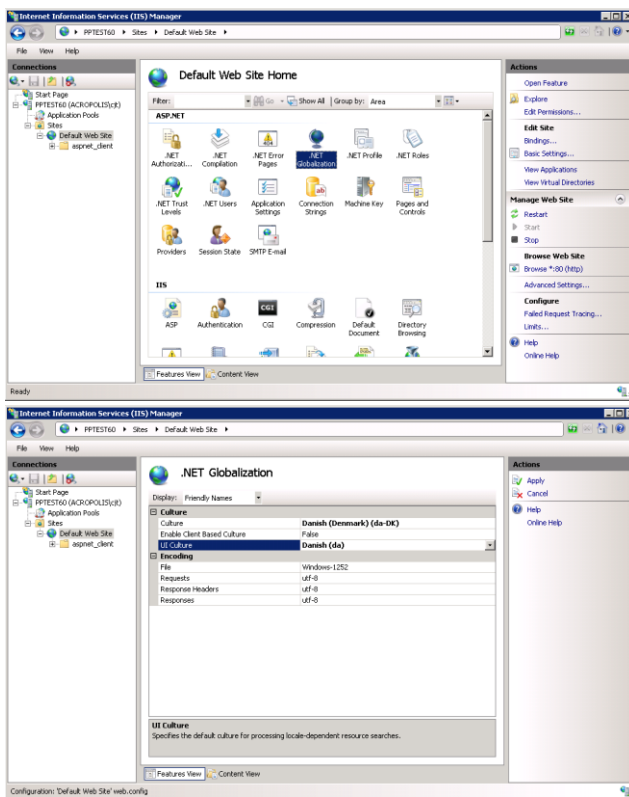 Internet Information Services (IIS) Manager
PPTEST60 Sites Default Web Site
File View Help
Connections
Start Page
PPTEST60 (ACROPOLIS\cjt)
Application Pools
Sites
Default Web Site
aspnet_client
Default Web Site Home
Filter: Go Show All Group by: Area
ASP.NET
.NET Authorizati...
.NET Compilation
.NET Error Pages
.NET Globalization
.NET Profile
.NET Roles
.NET Trust Levels
.NET Users
Application Settings
Connection Strings
Machine Key
Pages and Controls
Providers
Session State
SMTP E-mail
IIS
ASP
Authentication
CGI
Compression
Default Document
Directory Browsing
Features View Content View
Actions
Open Feature
Explore
Edit Permissions...
Edit Site
Bindings...
Basic Settings...
View Applications
View Virtual Directories
Manage Web Site
Restart
Start
Stop
Browse Web Site
Browse *:80 (http)
Advanced Settings...
Configure
Failed Request Tracing...
Limits...
Help
Online Help
Ready
Internet Information Services (IIS) Manager
PPTEST60 Sites Default Web Site
File View Help
Connections
Start Page
PPTEST60 (ACROPOLIS\cjt)
Application Pools
Sites
Default Web Site
aspnet_client
.NET Globalization
Display: Friendly Names
Culture
Culture Danish (Denmark) (da-DK)
Enable Client Based Culture False
UI Culture Danish (da)
Encoding
File Windows-1252
Requests utf-8
Response Headers utf-8
Responses utf-8
UI Culture
Specifies the default culture for processing locale-dependent resource searches.
Features View Content View
Actions
Apply
Cancel
Help
Online Help
Configuration: 'Default Web Site' web.config